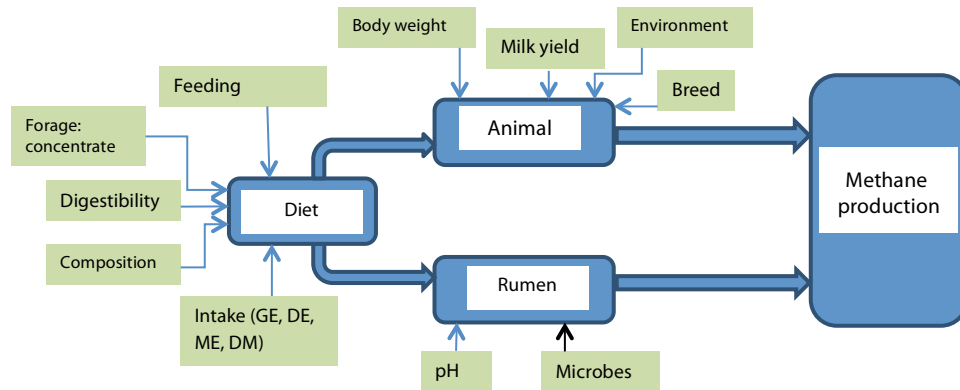 Body weight
Milk yield
Environment
Feeding
Breed
Forage:
concentrate
Animal
Digestibility
Diet
Methane
production
Composition
Rumen
Intake (GE, DE,
ME, DM)
pH
Microbes